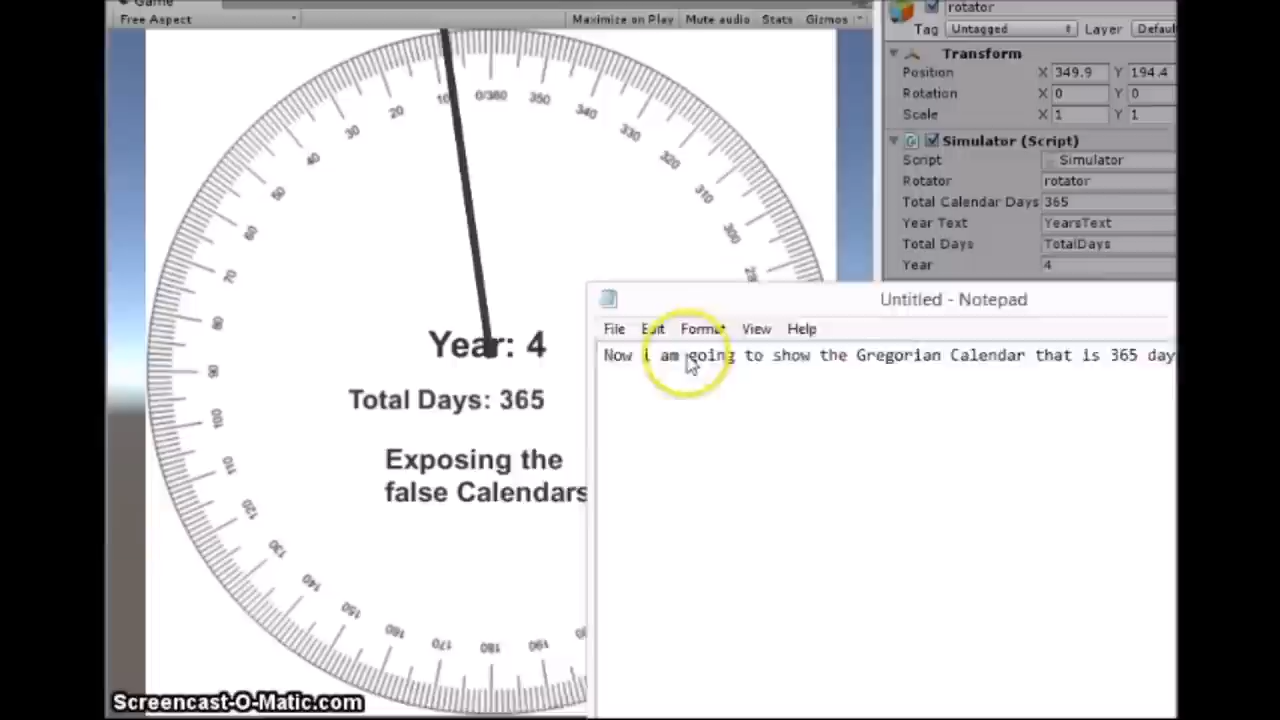 Game
Free Aspect
Maximize on Play
Mute audio
Stats
Gizmos
rotator
Tag
Untagged
Layer
Transform
Position X 349.9 Y 194.4
Rotation X 0 Y 0
Scale X 1 Y 1
Simulator (Script)
Script Simulator
Rotator rotator
Total Calendar Days 365
Year Text YearsText
Total Days TotalDays
Year 4
0/360
350
340
330
320
310
300
10
20
30
40
50
60
70
80
90
100
110
120
130
140
150
160
170
180
190
Year: 4
Total Days: 365
Exposing the
false Calendars
Untitled - Notepad
File Edit Format View Help
Now i am going to show the Gregorian Calendar that is 365 day
Screencast-O-Matic.com